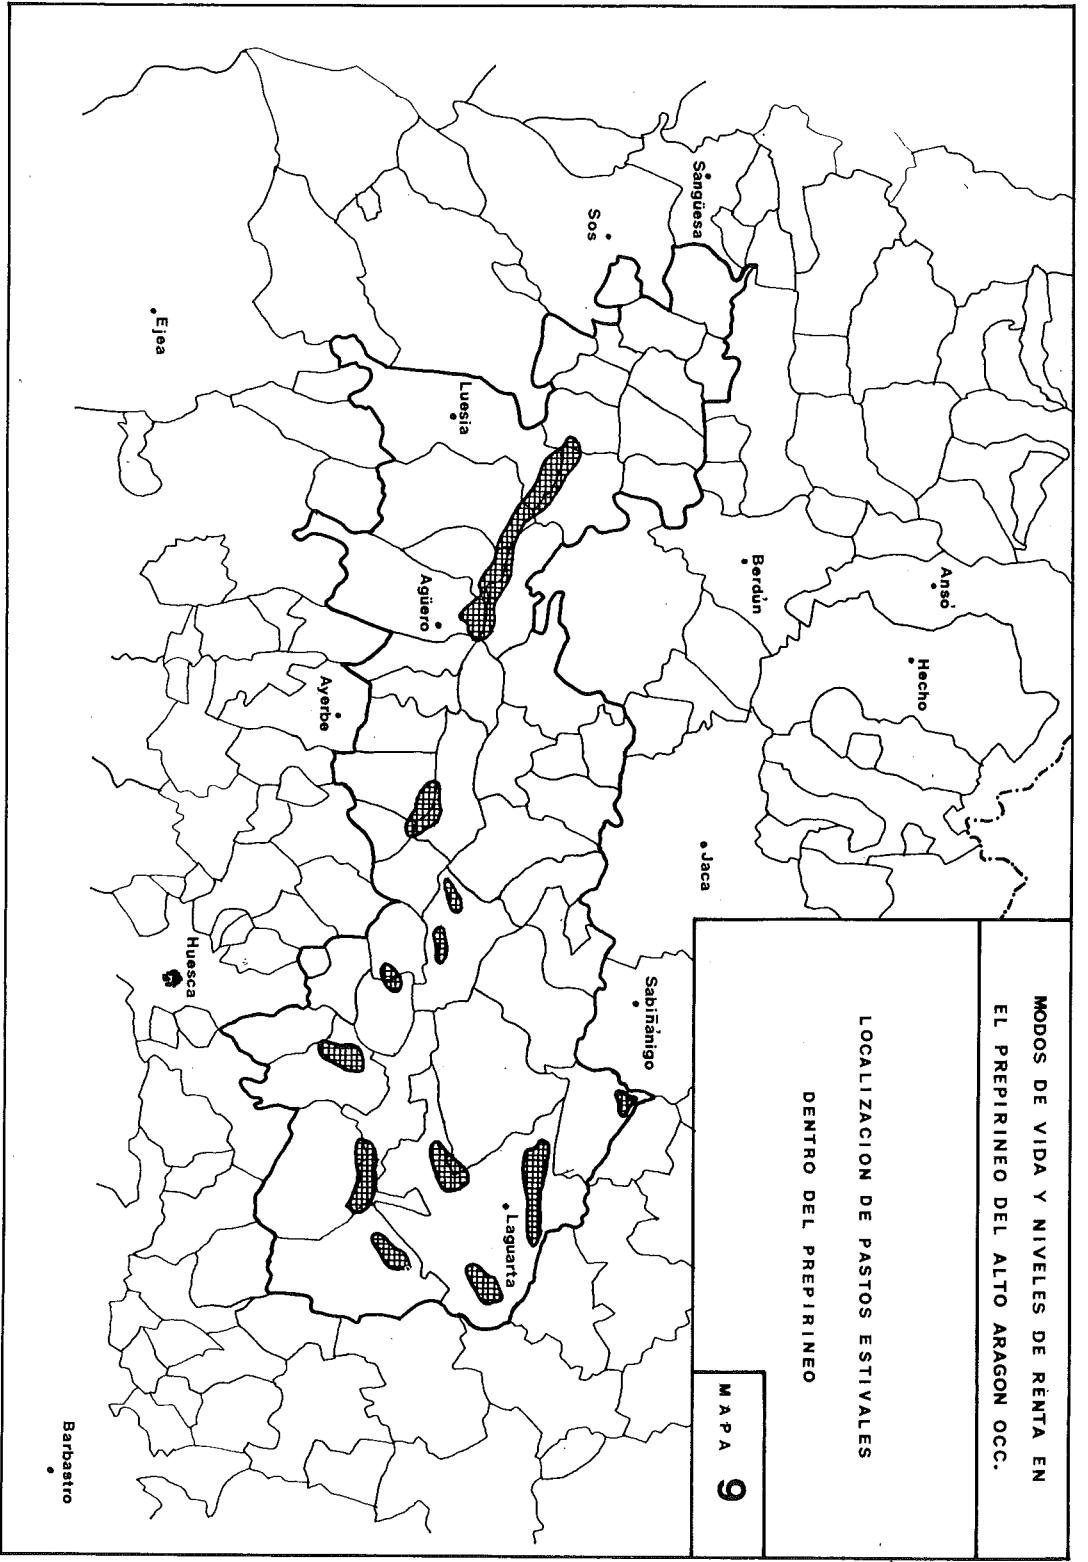 MODOS DE VIDA Y NIVELES DE RENTA EN
EL PREPIRINEO DEL ALTO ARAGON OCC.
LOCALIZACION DE PASTOS ESTIVALES
DENTRO DEL PREPIRINEO
MAPA 9
Ansó
Hecho
Sangüesa
Berdún
Jaca
Sos
Sabiñánigo
Luesia
Agüero
Laguarta
Ayerbe
Ejea
Huesca
Barbastro